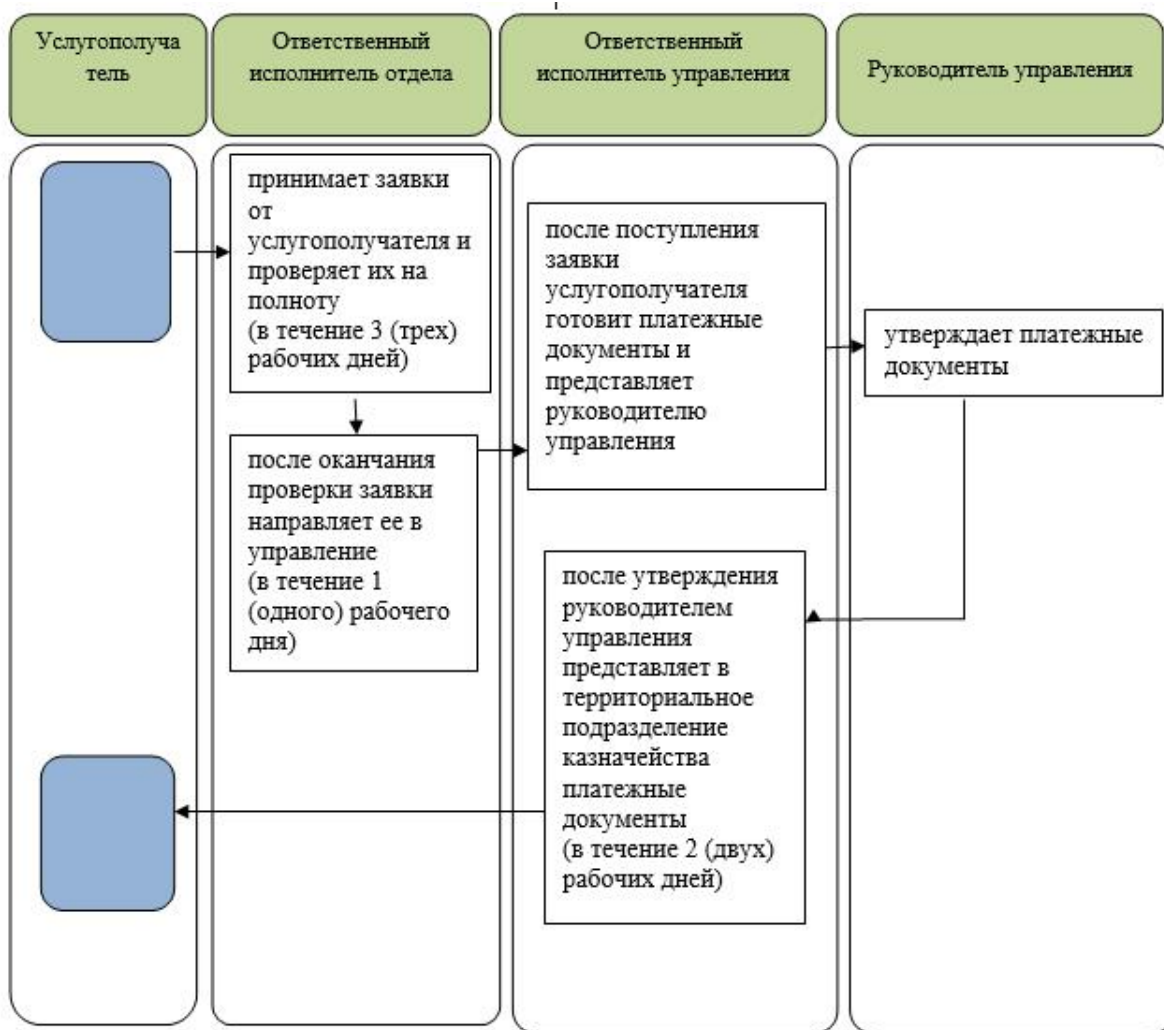 Услугополуча
тель
Ответственный
исполнитель отдела
Ответственный
исполнитель управления
Руководитель управления
принимает заявки
от
услугополучателя и
проверяет их на
полноту
(в течение 3 (трех)
рабочих дней)
после оканчания
проверки заявки
направляет ее в
управление
(в течение 1
(одного) рабочего
дня)
после поступления
заявки
услугополучателя
готовит платежные
документы и
представляет
руководителю
управления
утверждает платежные
документы
после утверждения
руководителем
управления
представляет в
территориальное
подразделение
казначейства
платежные
документы
(в течение 2 (двух)
рабочих дней)